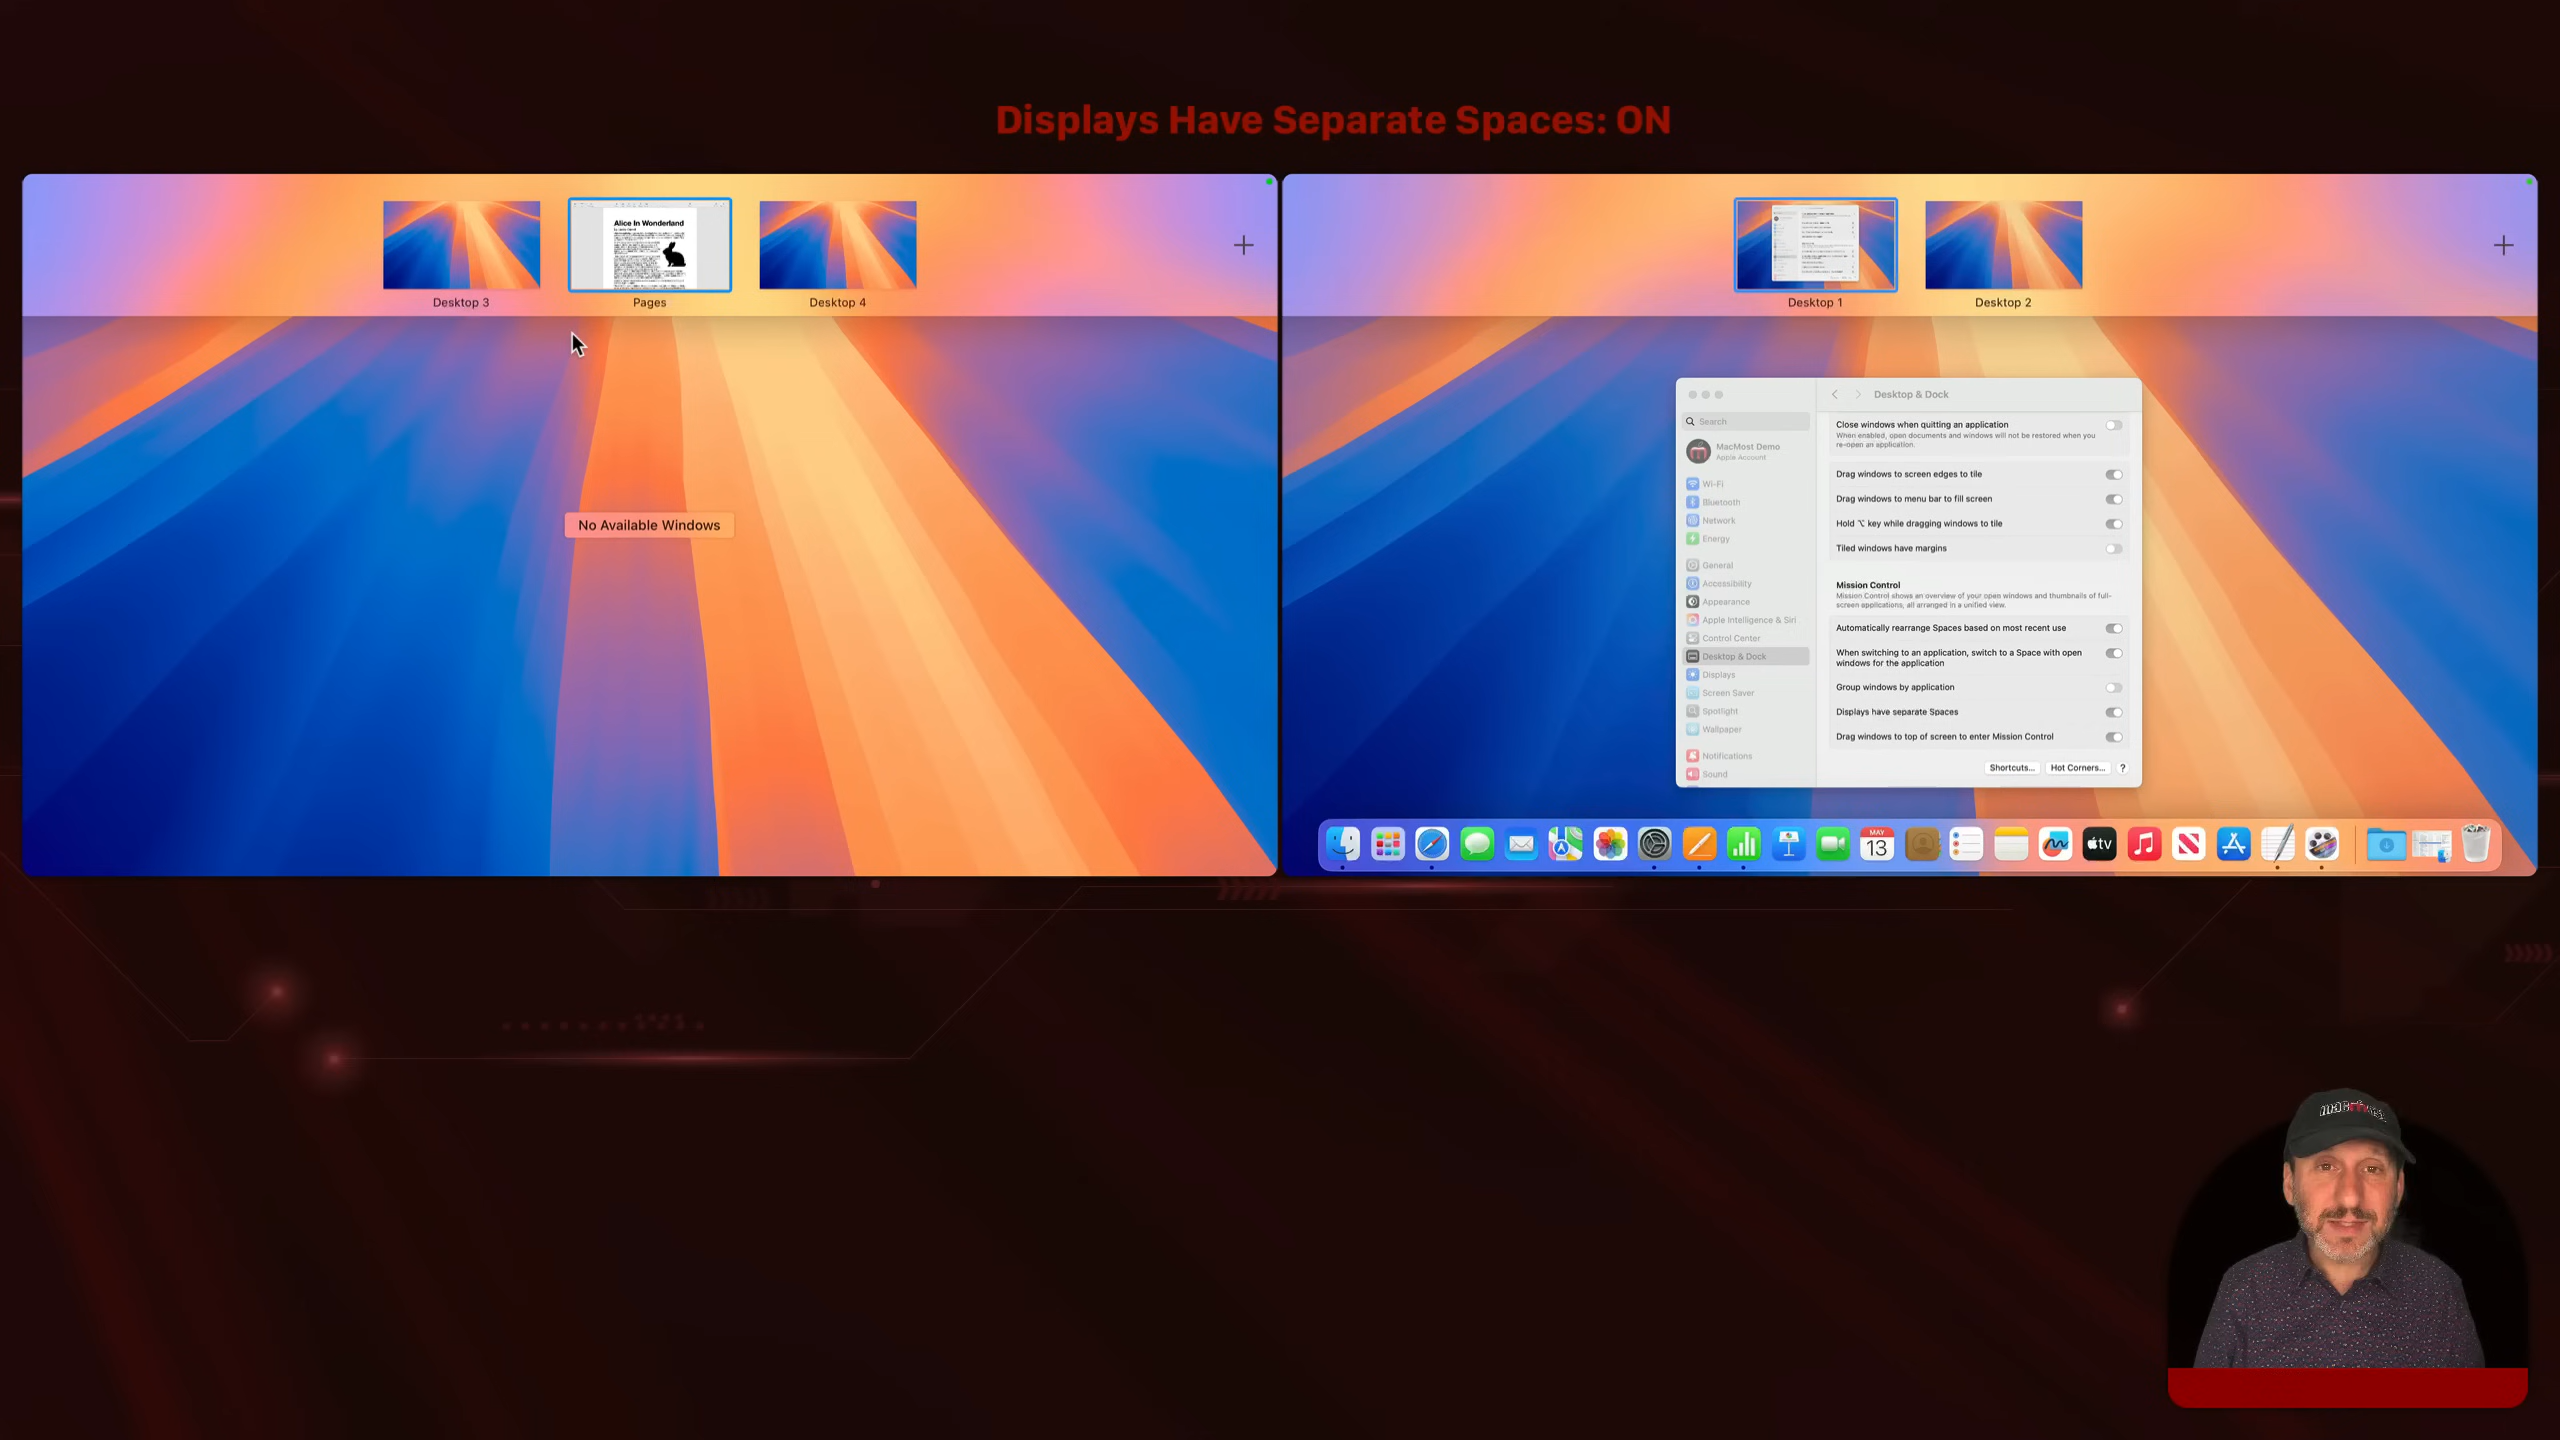 Displays Have Separate Spaces: ON
Alice In Wonderland
Desktop 3
Pages
Desktop 4
No Available Windows
Desktop 1
Desktop 2
Desktop & Dock
Search
MacMost Demo
Apple Account
Wi-Fi
Bluetooth
Network
Energy
General
Accessibility
Appearance
Apple Intelligence & Siri
Control Center
Desktop & Dock
Displays
Screen Saver
Spotlight
Wallpaper
Notifications
Sound
Close windows when quitting an application
When enabled, open documents and windows will not be restored when you
re-open an application.
Drag windows to screen edges to tile
Drag windows to menu bar to fill screen
Hold ⌥ key while dragging windows to tile
Tiled windows have margins
Mission Control
Mission Control shows an overview of your open windows and thumbnails of full-
screen applications, all arranged in a unified view.
Automatically rearrange Spaces based on most recent use
When switching to an application, switch to a Space with open
windows for the application
Group windows by application
Displays have separate Spaces
Drag windows to top of screen to enter Mission Control
Shortcuts...
Hot Corners...
?
MAY
13
tv